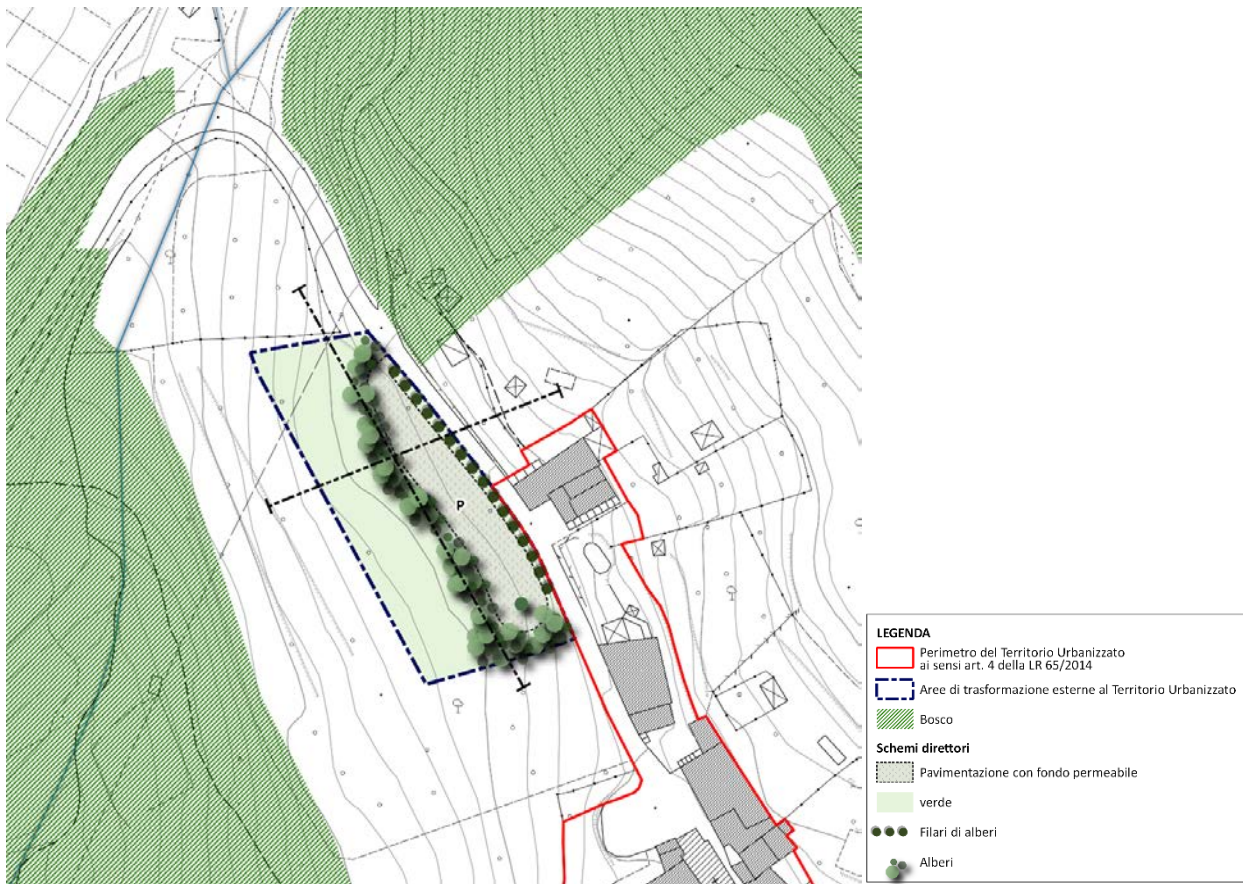 P
LEGENDA
Perimetro del Territorio Urbanizzato
ai sensi art. 4 della LR 65/2014
Aree di trasformazione esterne al Territorio Urbanizzato
Bosco
Schemi direttori
Pavimentazione con fondo permeabile
verde
Filari di alberi
Alberi